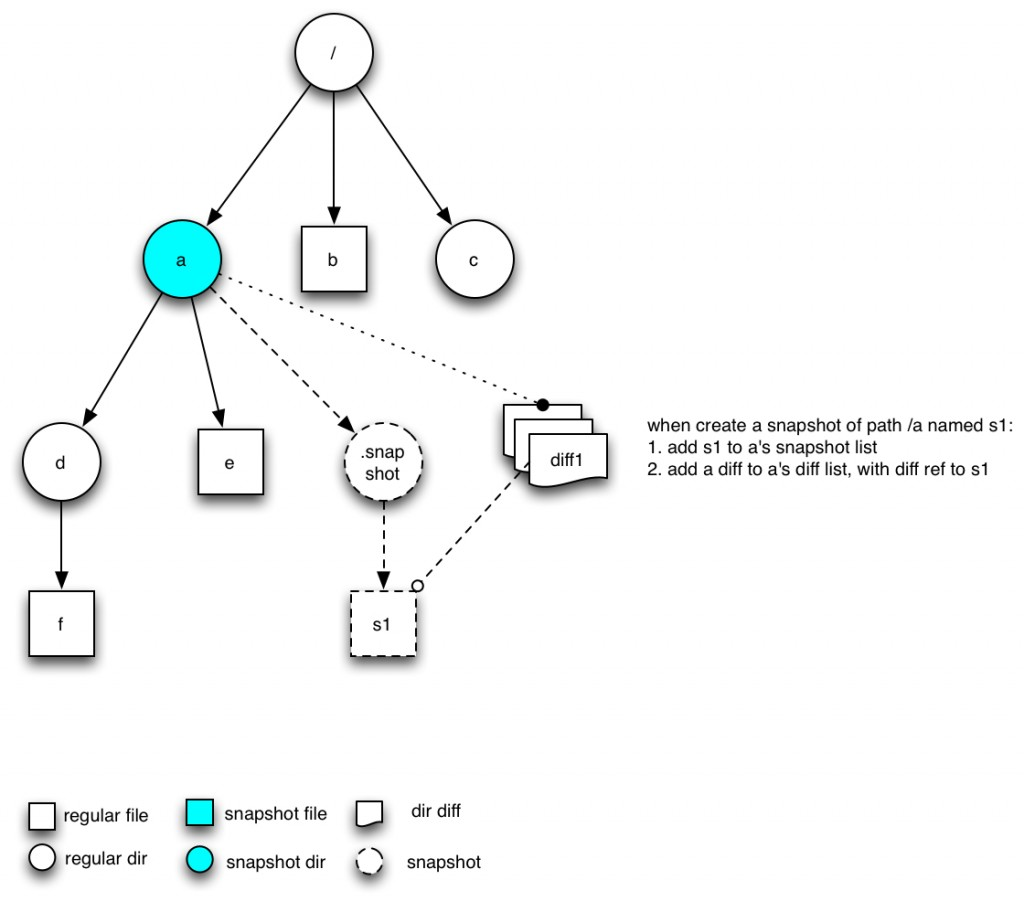 /
a
b
c
d
e
.snap
shot
diff1
when create a snapshot of path /a named s1:
1. add s1 to a's snapshot list
2. add a diff to a's diff list, with diff ref to s1
f
s1
regular file
snapshot file
dir diff
regular dir
snapshot dir
snapshot